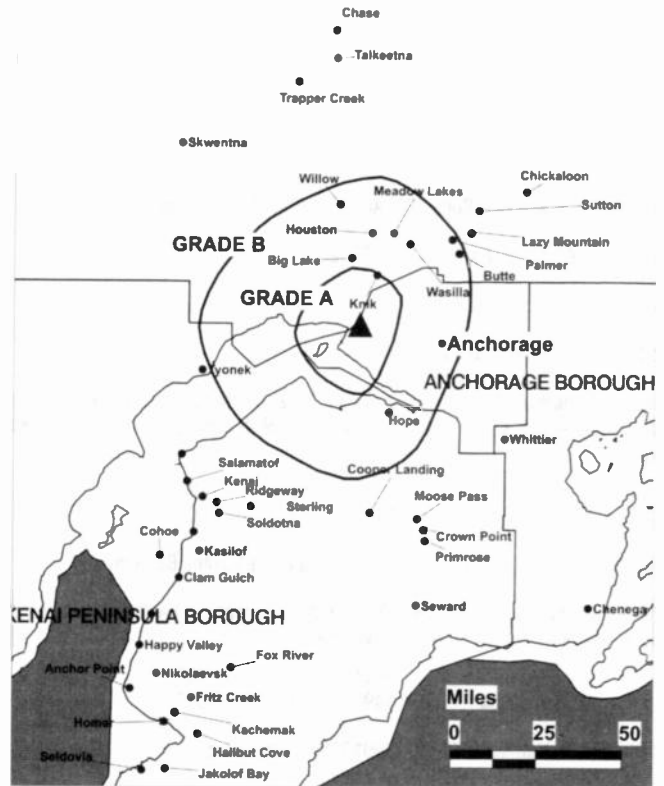 Chase
Talkeetna
Trapper Creek
Skwentna
Willow
Meadow Lakes
Chickaloon
Sutton
Houston
GRADE B
Lazy Mountain
Big Lake
Palmer
Butte
Wasilla
GRADE A
Knik
Anchorage
Tyonek
ANCHORAGE BOROUGH
Hope
Whittier
Salamatof
Cooper Landing
Kenai
Ridgeway
Moose Pass
Sterling
Soldotna
Cohoe
Crown Point
Kasilof
Primrose
Clam Gulch
Seward
Chenega
KENAI PENINSULA BOROUGH
Happy Valley
Fox River
Anchor Point
Nikolaevsk
Fritz Creek
Miles
Homer
Kachemak
0 25 50
Halibut Cove
Seldovia
Jakolof Bay